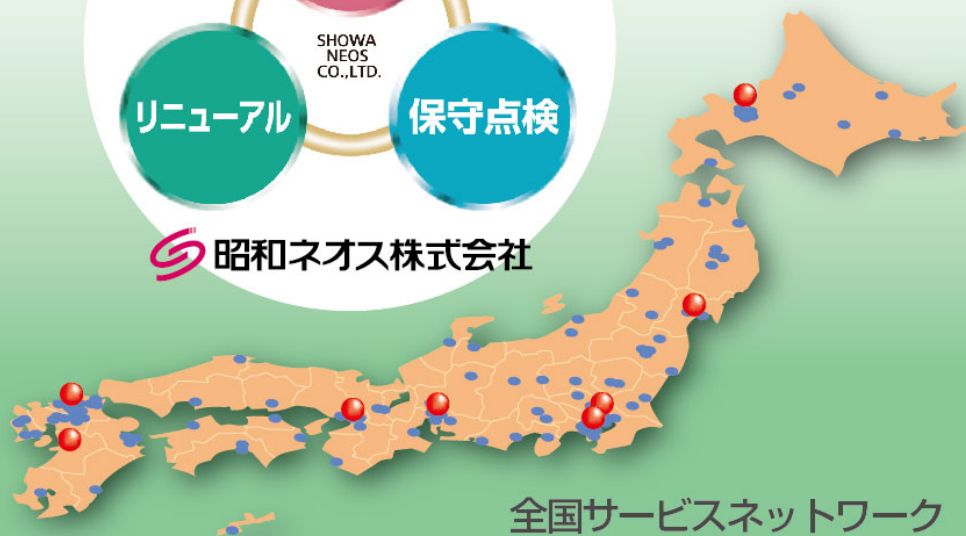 SHOWA
NEOS
CO.,LTD.
リニューアル
保守点検
昭和ネオス株式会社
全国サービスネットワーク